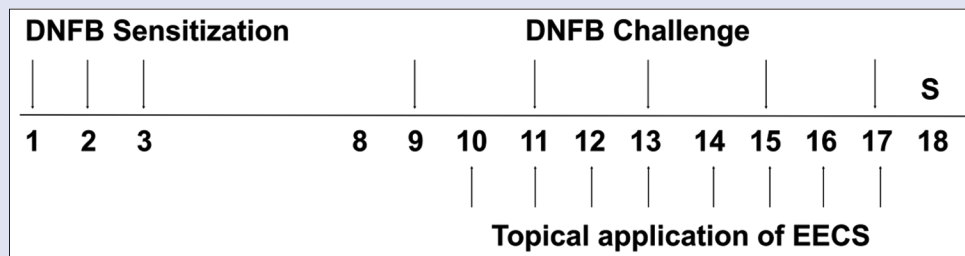 DNFB Sensitization DNFB Challenge
S
1 2 3 8 9 10 11 12 13 14 15 16 17 18
Topical application of EECS